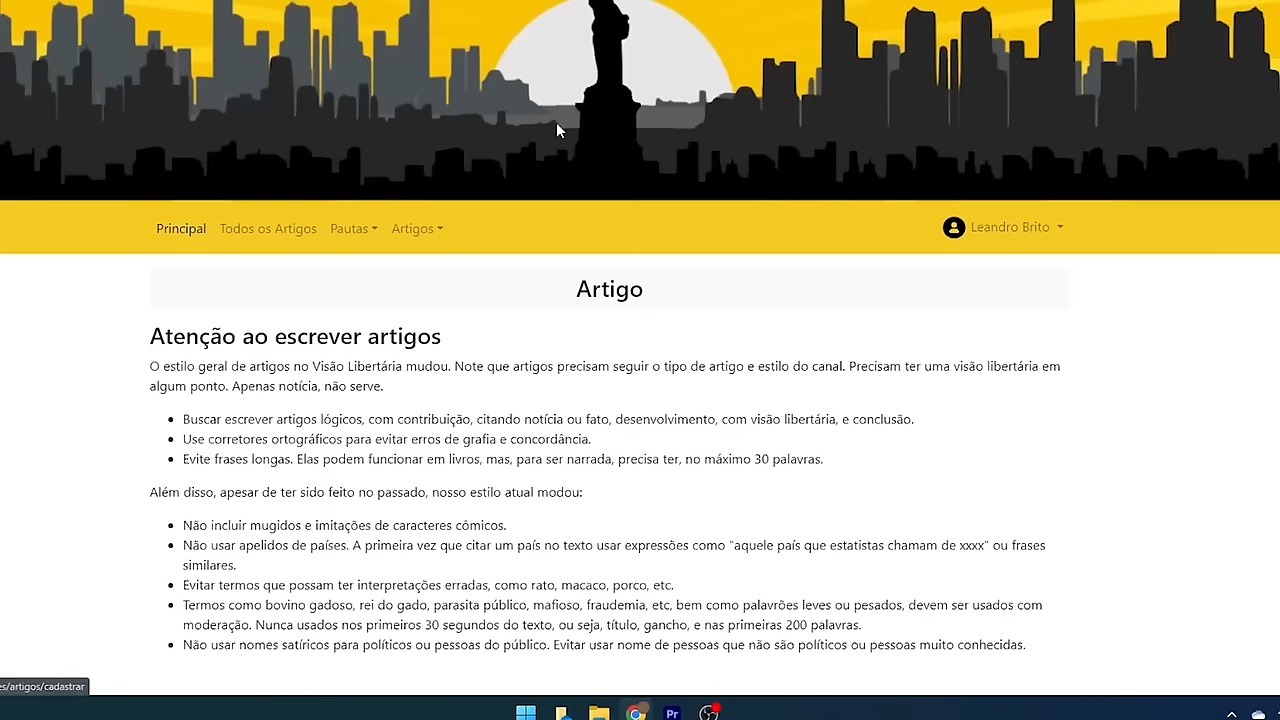 Principal Todos os Artigos Pautas Artigos Leandro Brito
Artigo
Atenção ao escrever artigos
O estilo geral de artigos no Visão Libertária mudou. Note que artigos precisam seguir o tipo de artigo e estilo do canal. Precisam ter uma visão libertária em
algum ponto. Apenas notícia, não serve.
Buscar escrever artigos lógicos, com contribuição, citando notícia ou fato, desenvolvimento, com visão libertária, e conclusão.
Use corretores ortográficos para evitar erros de grafia e concordância.
Evite frases longas. Elas podem funcionar em livros, mas, para ser narrada, precisa ter, no máximo 30 palavras.
Além disso, apesar de ter sido feito no passado, nosso estilo atual modou:
Não incluir mugidos e imitações de caracteres cômicos.
Não usar apelidos de países. A primeira vez que citar um país no texto usar expressões como "aquele país que estatistas chamam de xxxx" ou frases
similares.
Evitar termos que possam ter interpretações erradas, como rato, macaco, porco, etc.
Termos como bovino gadoso, rei do gado, parasita público, mafioso, fraudemia, etc, bem como palavrões leves ou pesados, devem ser usados com
moderação. Nunca usados nos primeiros 30 segundos do texto, ou seja, título, gancho, e nas primeiras 200 palavras.
Não usar nomes satíricos para políticos ou pessoas do público. Evitar usar nome de pessoas que não são políticos ou pessoas muito conhecidas.
es/artigos/cadastrar
Pr